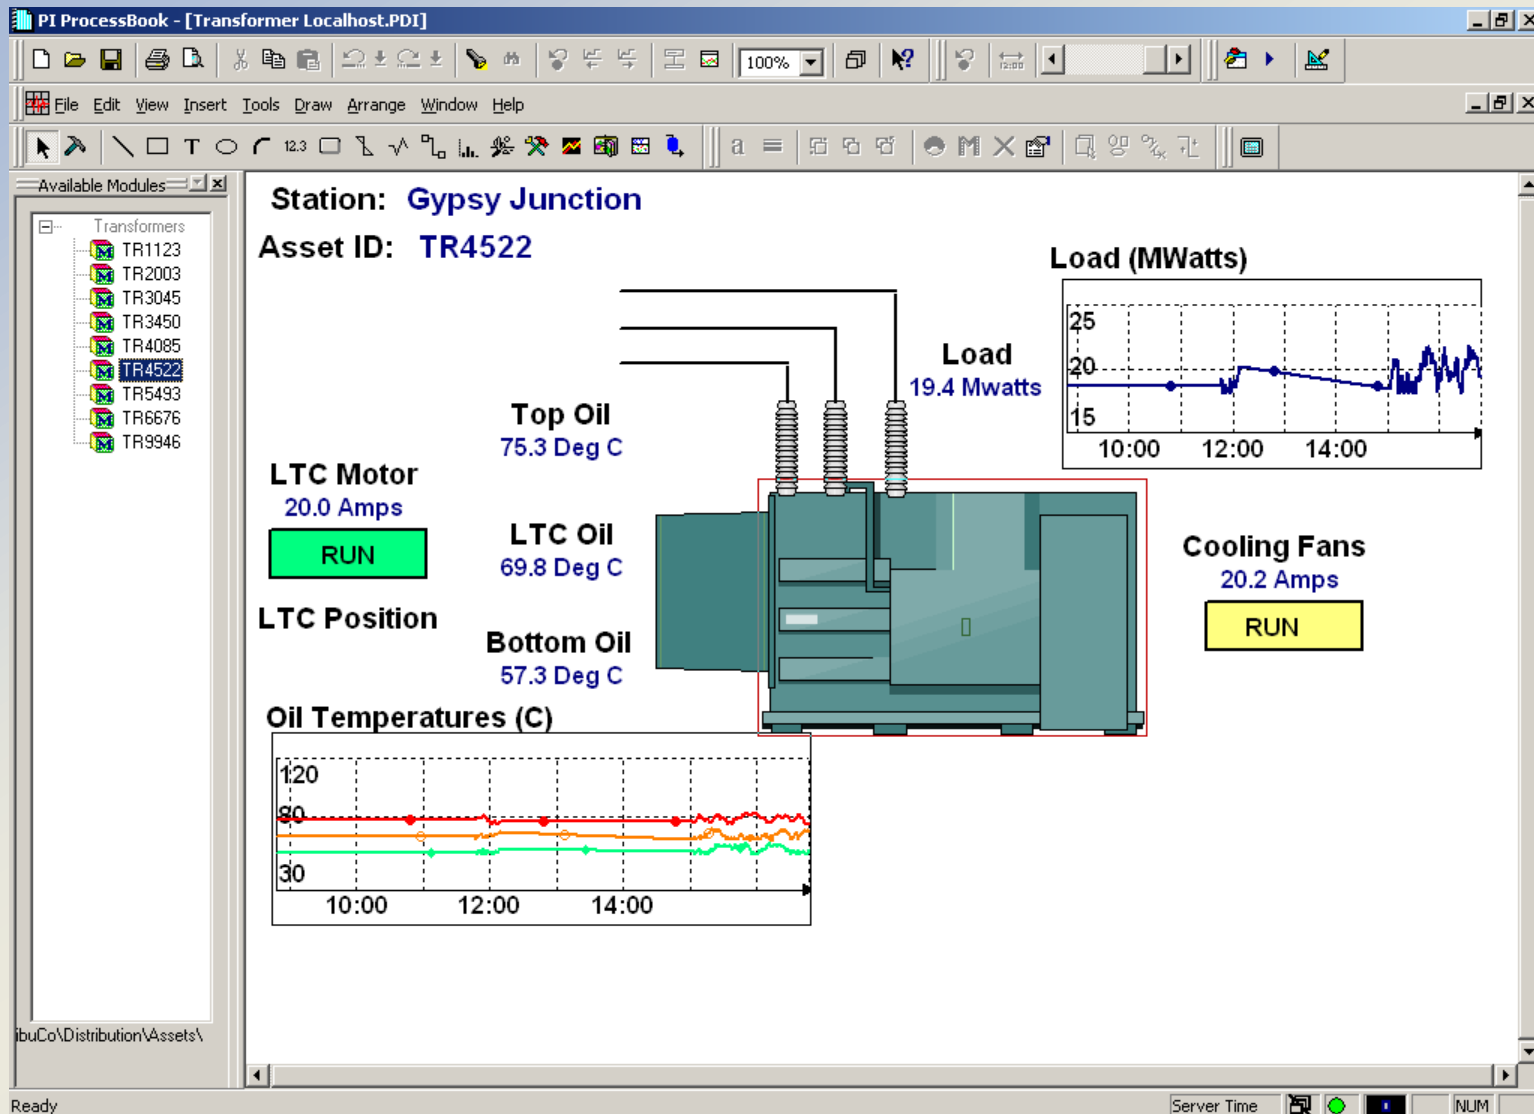 PI ProcessBook - [Transformer Localhost.PDI]
100%
12:00
File Edit View Insert Tools Draw Arrange Window Help
T 12.3 a M
Available Modules
Transformers
TR1123
TR2003
TR3045
TR3450
TR4085
TR4522
TR5493
TR6676
TR9946
ibuCo\Distribution\Assets\
Station: Gypsy Junction
Asset ID: TR4522
Load (MWatts)
25
20
15
10:00 12:00 14:00
Load
19.4 Mwatts
Top Oil
75.3 Deg C
LTC Motor
20.0 Amps
RUN
LTC Oil
69.8 Deg C
Cooling Fans
20.2 Amps
RUN
LTC Position
Bottom Oil
57.3 Deg C
Oil Temperatures (C)
120
80
30
10:00 12:00 14:00
Ready
Server Time
NUM